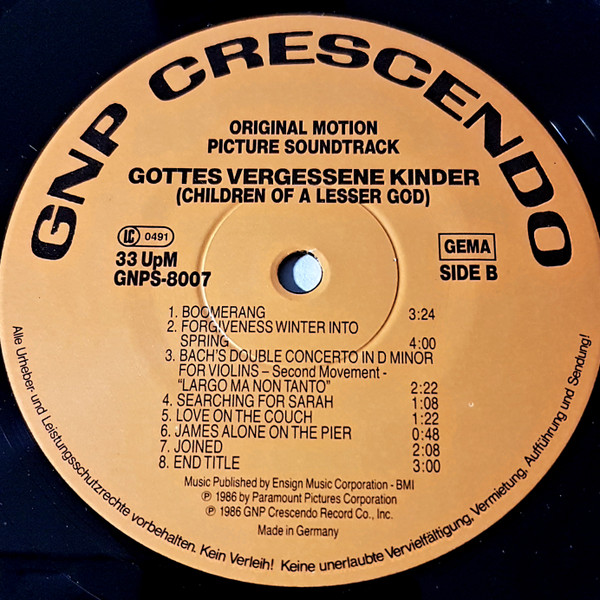 GNP CRESCENDO
ORIGINAL MOTION
PICTURE SOUNDTRACK
GOTTES VERGESSENE KINDER
(CHILDREN OF A LESSER GOD)
LC 0491
33 UpM
GNPS-8007
GEMA
SIDE B
1. BOOMERANG 3:24
2. FORGIVENESS WINTER INTO
SPRING 4:00
3. BACH'S DOUBLE CONCERTO IN D MINOR
FOR VIOLINS – Second Movement -
"LARGO MA NON TANTO" 2:22
4. SEARCHING FOR SARAH 1:08
5. LOVE ON THE COUCH 1:22
6. JAMES ALONE ON THE PIER 0:48
7. JOINED 2:08
8. END TITLE 3:00
Music Published by Ensign Music Corporation - BMI
℗ 1986 by Paramount Pictures Corporation
℗ 1986 GNP Crescendo Record Co., Inc.
Made in Germany
Alle Urheber- und Leistungsschutzrechte vorbehalten. Kein Verleih! Keine unerlaubte Vervielfältigung, Vermietung, Aufführung und Sendung!